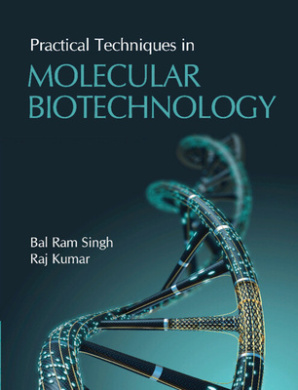 Practical Techniques in
MOLECULAR
BIOTECHNOLOGY
Bal Ram Singh
Raj Kumar